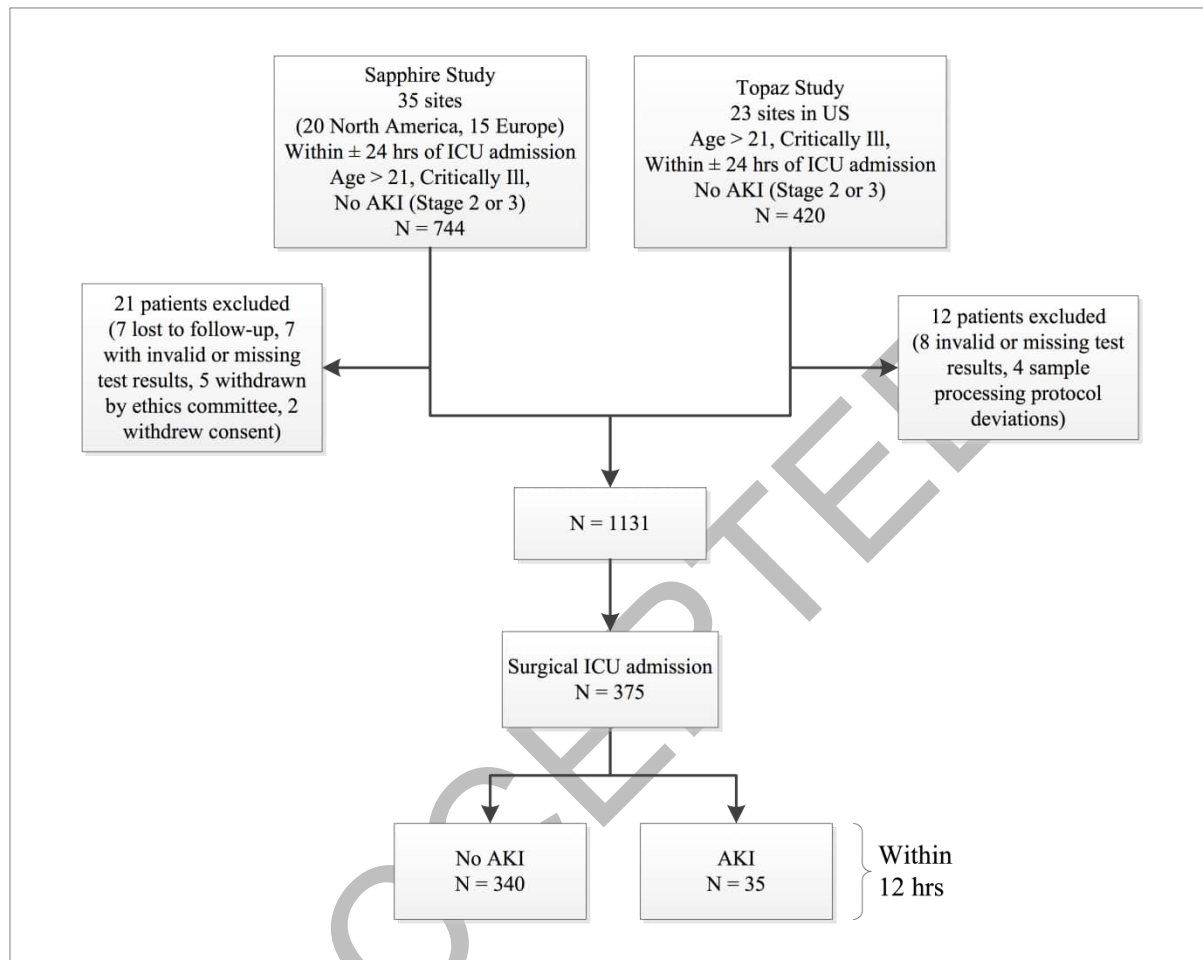 Sapphire Study
35 sites
(20 North America, 15 Europe)
Within ± 24 hrs of ICU admission
Age > 21, Critically Ill,
No AKI (Stage 2 or 3)
N = 744
Topaz Study
23 sites in US
Age > 21, Critically Ill,
Within ± 24 hrs of ICU admission
No AKI (Stage 2 or 3)
N = 420
21 patients excluded
(7 lost to follow-up, 7
with invalid or missing
test results, 5 withdrawn
by ethics committee, 2
withdrew consent)
12 patients excluded
(8 invalid or missing test
results, 4 sample
processing protocol
deviations)
N = 1131
Surgical ICU admission
N = 375
No AKI
N = 340
AKI
N = 35
Within
12 hrs